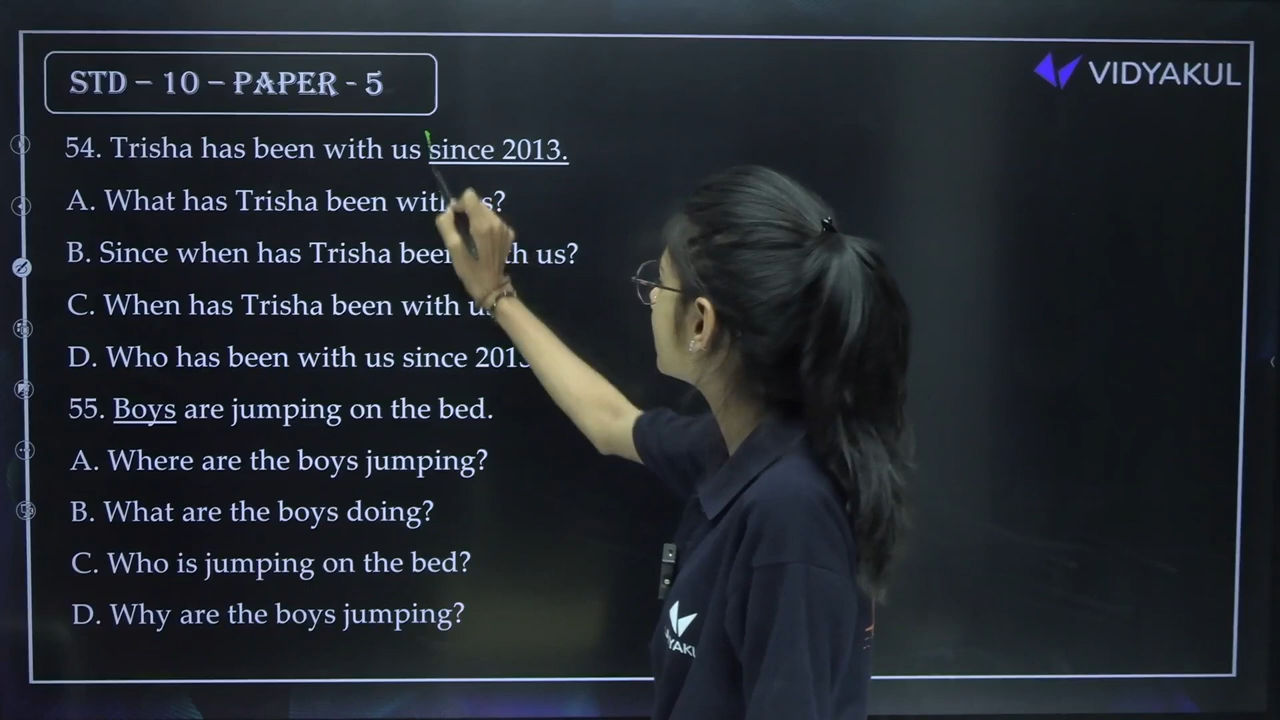 STD – 10 – PAPER - 5
VIDYAKUL
54. Trisha has been with us since 2013.
A. What has Trisha been with us?
B. Since when has Trisha been with us?
C. When has Trisha been with
D. Who has been with us since
55. Boys are jumping on the bed.
A. Where are the boys jumping?
B. What are the boys doing?
C. Who is jumping on the bed?
D. Why are the boys jumping?